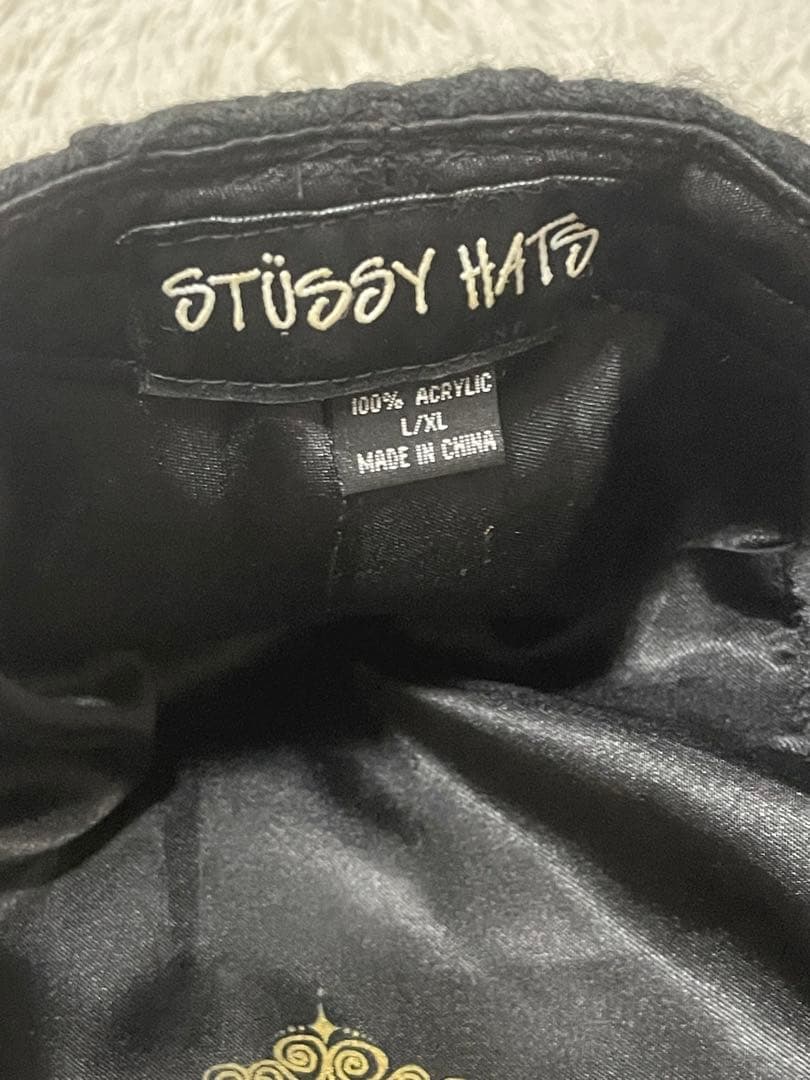 STÜSSY HATS
100% ACRYLIC
L/XL
MADE IN CHINA